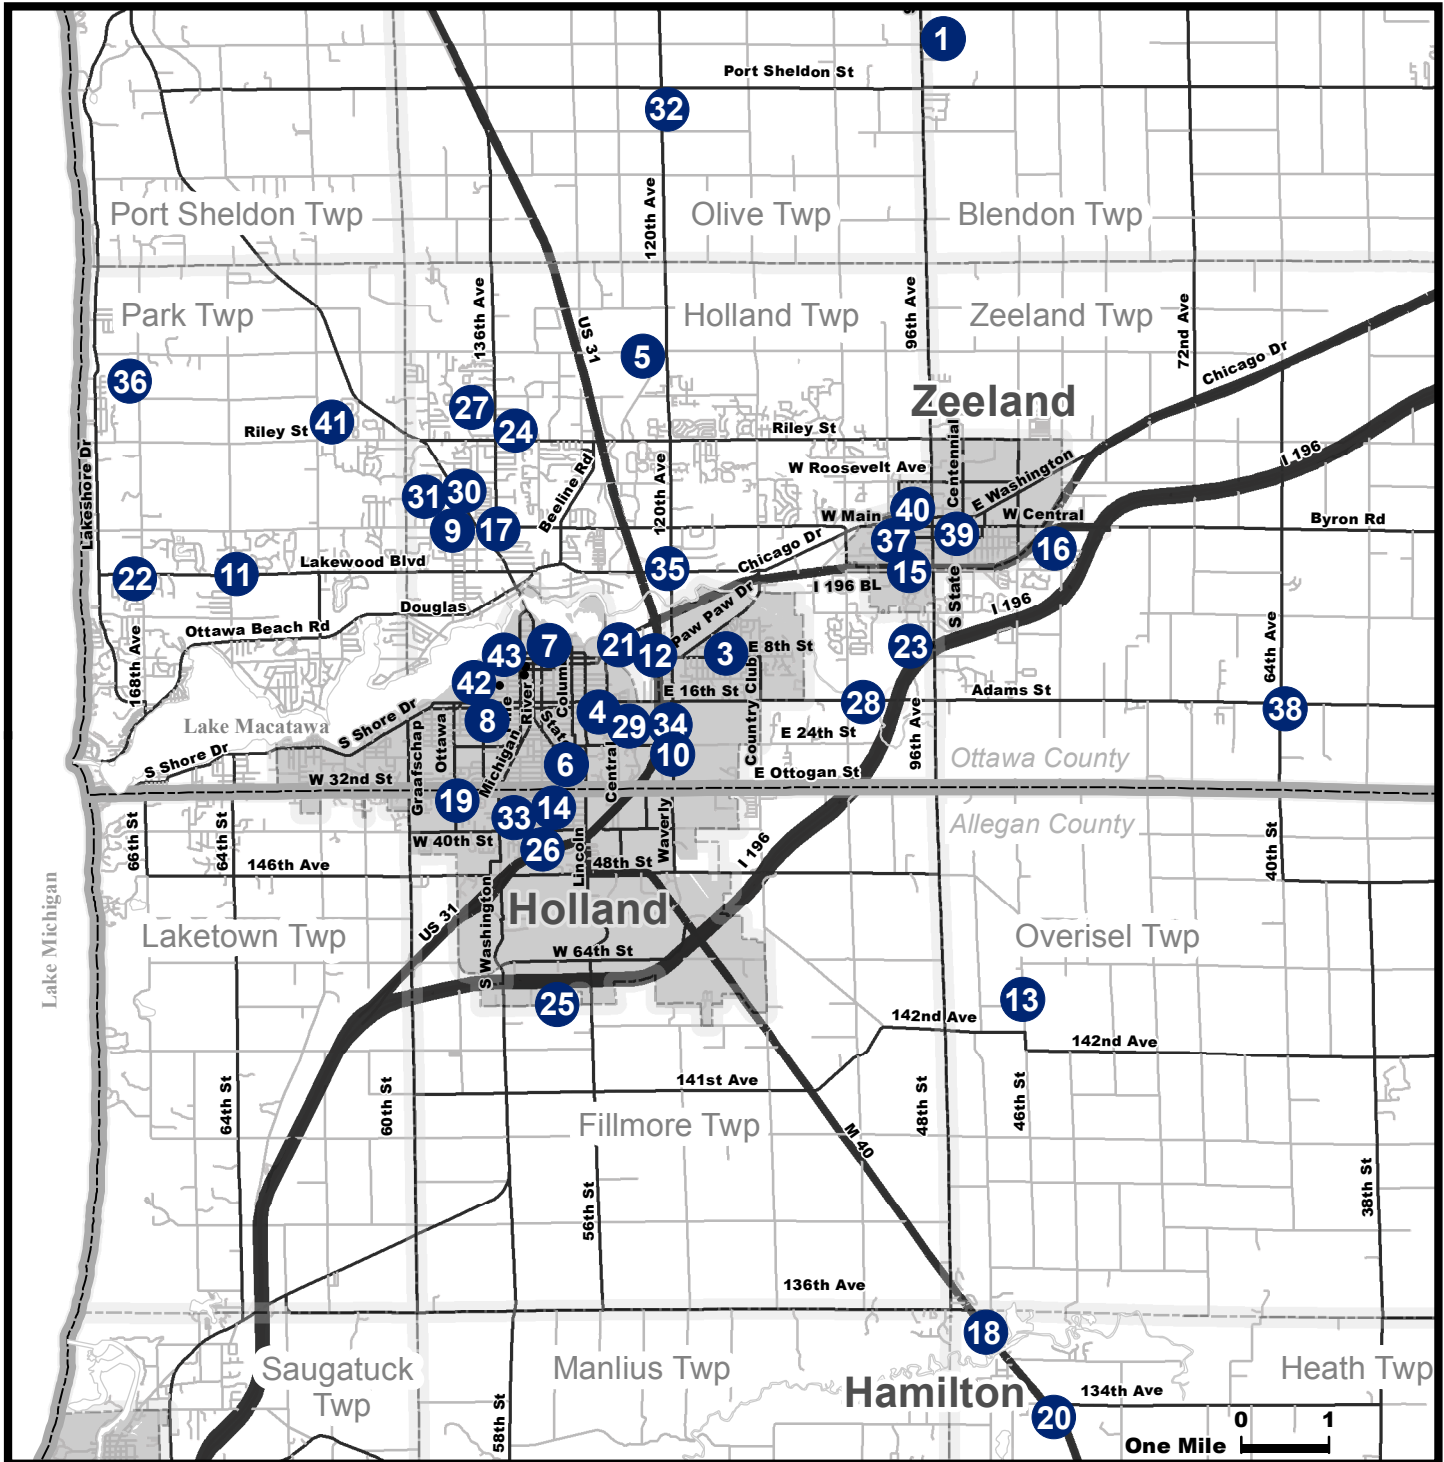 1
Port Sheldon St
32
120th Ave
Port Sheldon Twp
Olive Twp
Blendon Twp
136th Ave
Park Twp
US 31
Holland Twp
96th Ave
Zeeland Twp
72nd Ave
5
Chicago Dr
36
27
Zeeland
41
24
Riley St
Riley St
Lakeshore Dr
Beeline Rd
120th Ave
W Roosevelt Ave
Centennial
E Washington
I 196
31
30
40
W Main
W Central
Byron Rd
9
17
37
39
16
Chicago Dr
Lakewood Blvd
22
11
35
15
I 196 BL
Paw Paw Dr
S State
I 196
Douglas
Ottawa Beach Rd
168th Ave
43
7
21
12
3
E 8th St
23
64th Ave
42
Columbia
E 16th St
Country Club
28
Adams St
38
Lake Macatawa
S Shore Dr
8
River
State
4
29
34
E 24th St
96th Ave
S Shore Dr
Graafschap
Ottawa
Michigan
6
Central
10
Ottawa County
W 32nd St
E Ottogan St
19
33
14
Allegan County
66th St
64th St
W 40th St
26
Lincoln
Waverly
I 196
40th St
146th Ave
48th St
Lake Michigan
Holland
US 31
S Washington
Laketown Twp
Overisel Twp
W 64th St
25
13
142nd Ave
142nd Ave
64th St
60th St
141st Ave
48th St
46th St
Fillmore Twp
M 40
56th St
38th St
136th Ave
18
Saugatuck
Twp
Manlius Twp
Heath Twp
Hamilton
134th Ave
20
58th St
0 1
One Mile